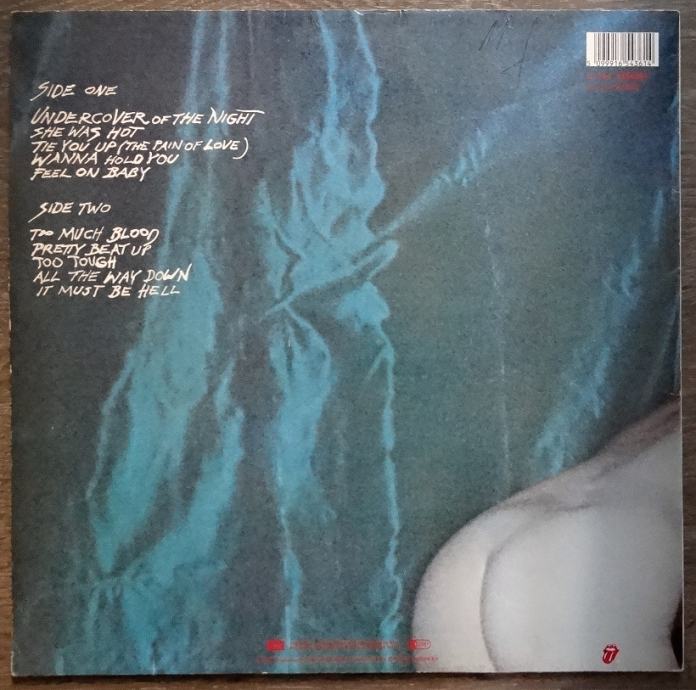 SIDE ONE
UNDERCOVER OF THE NIGHT
SHE WAS HOT
TIE YOU UP (THE PAIN OF LOVE)
WANNA HOLD YOU
FEEL ON BABY
SIDE TWO
TOO MUCH BLOOD
PRETTY BEAT UP
TOO TOUGH
ALL THE WAY DOWN
IT MUST BE HELL